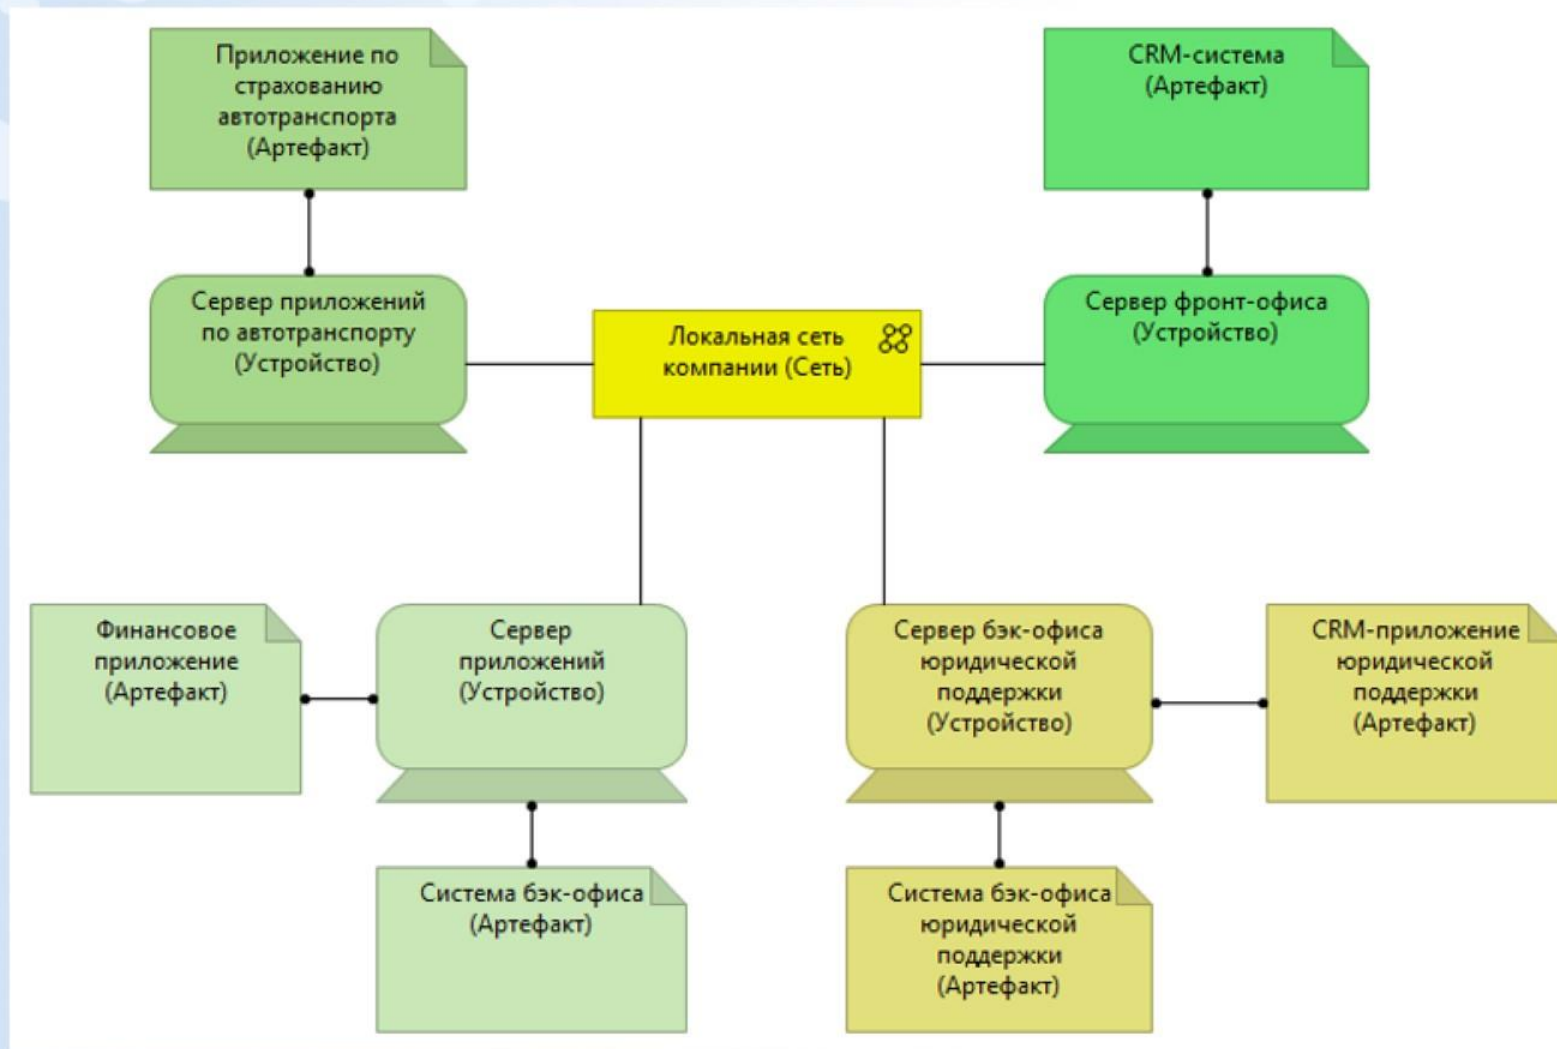 Приложение по
страхованию
автотранспорта
(Артефакт)
CRM-система
(Артефакт)
Сервер приложений
по автотранспорту
(Устройство)
Локальная сеть
компании (Сеть)
Сервер фронт-офиса
(Устройство)
Финансовое
приложение
(Артефакт)
Сервер
приложений
(Устройство)
Сервер бэк-офиса
юридической
поддержки
(Устройство)
CRM-приложение
юридической
поддержки
(Артефакт)
Система бэк-офиса
(Артефакт)
Система бэк-офиса
юридической
поддержки
(Артефакт)